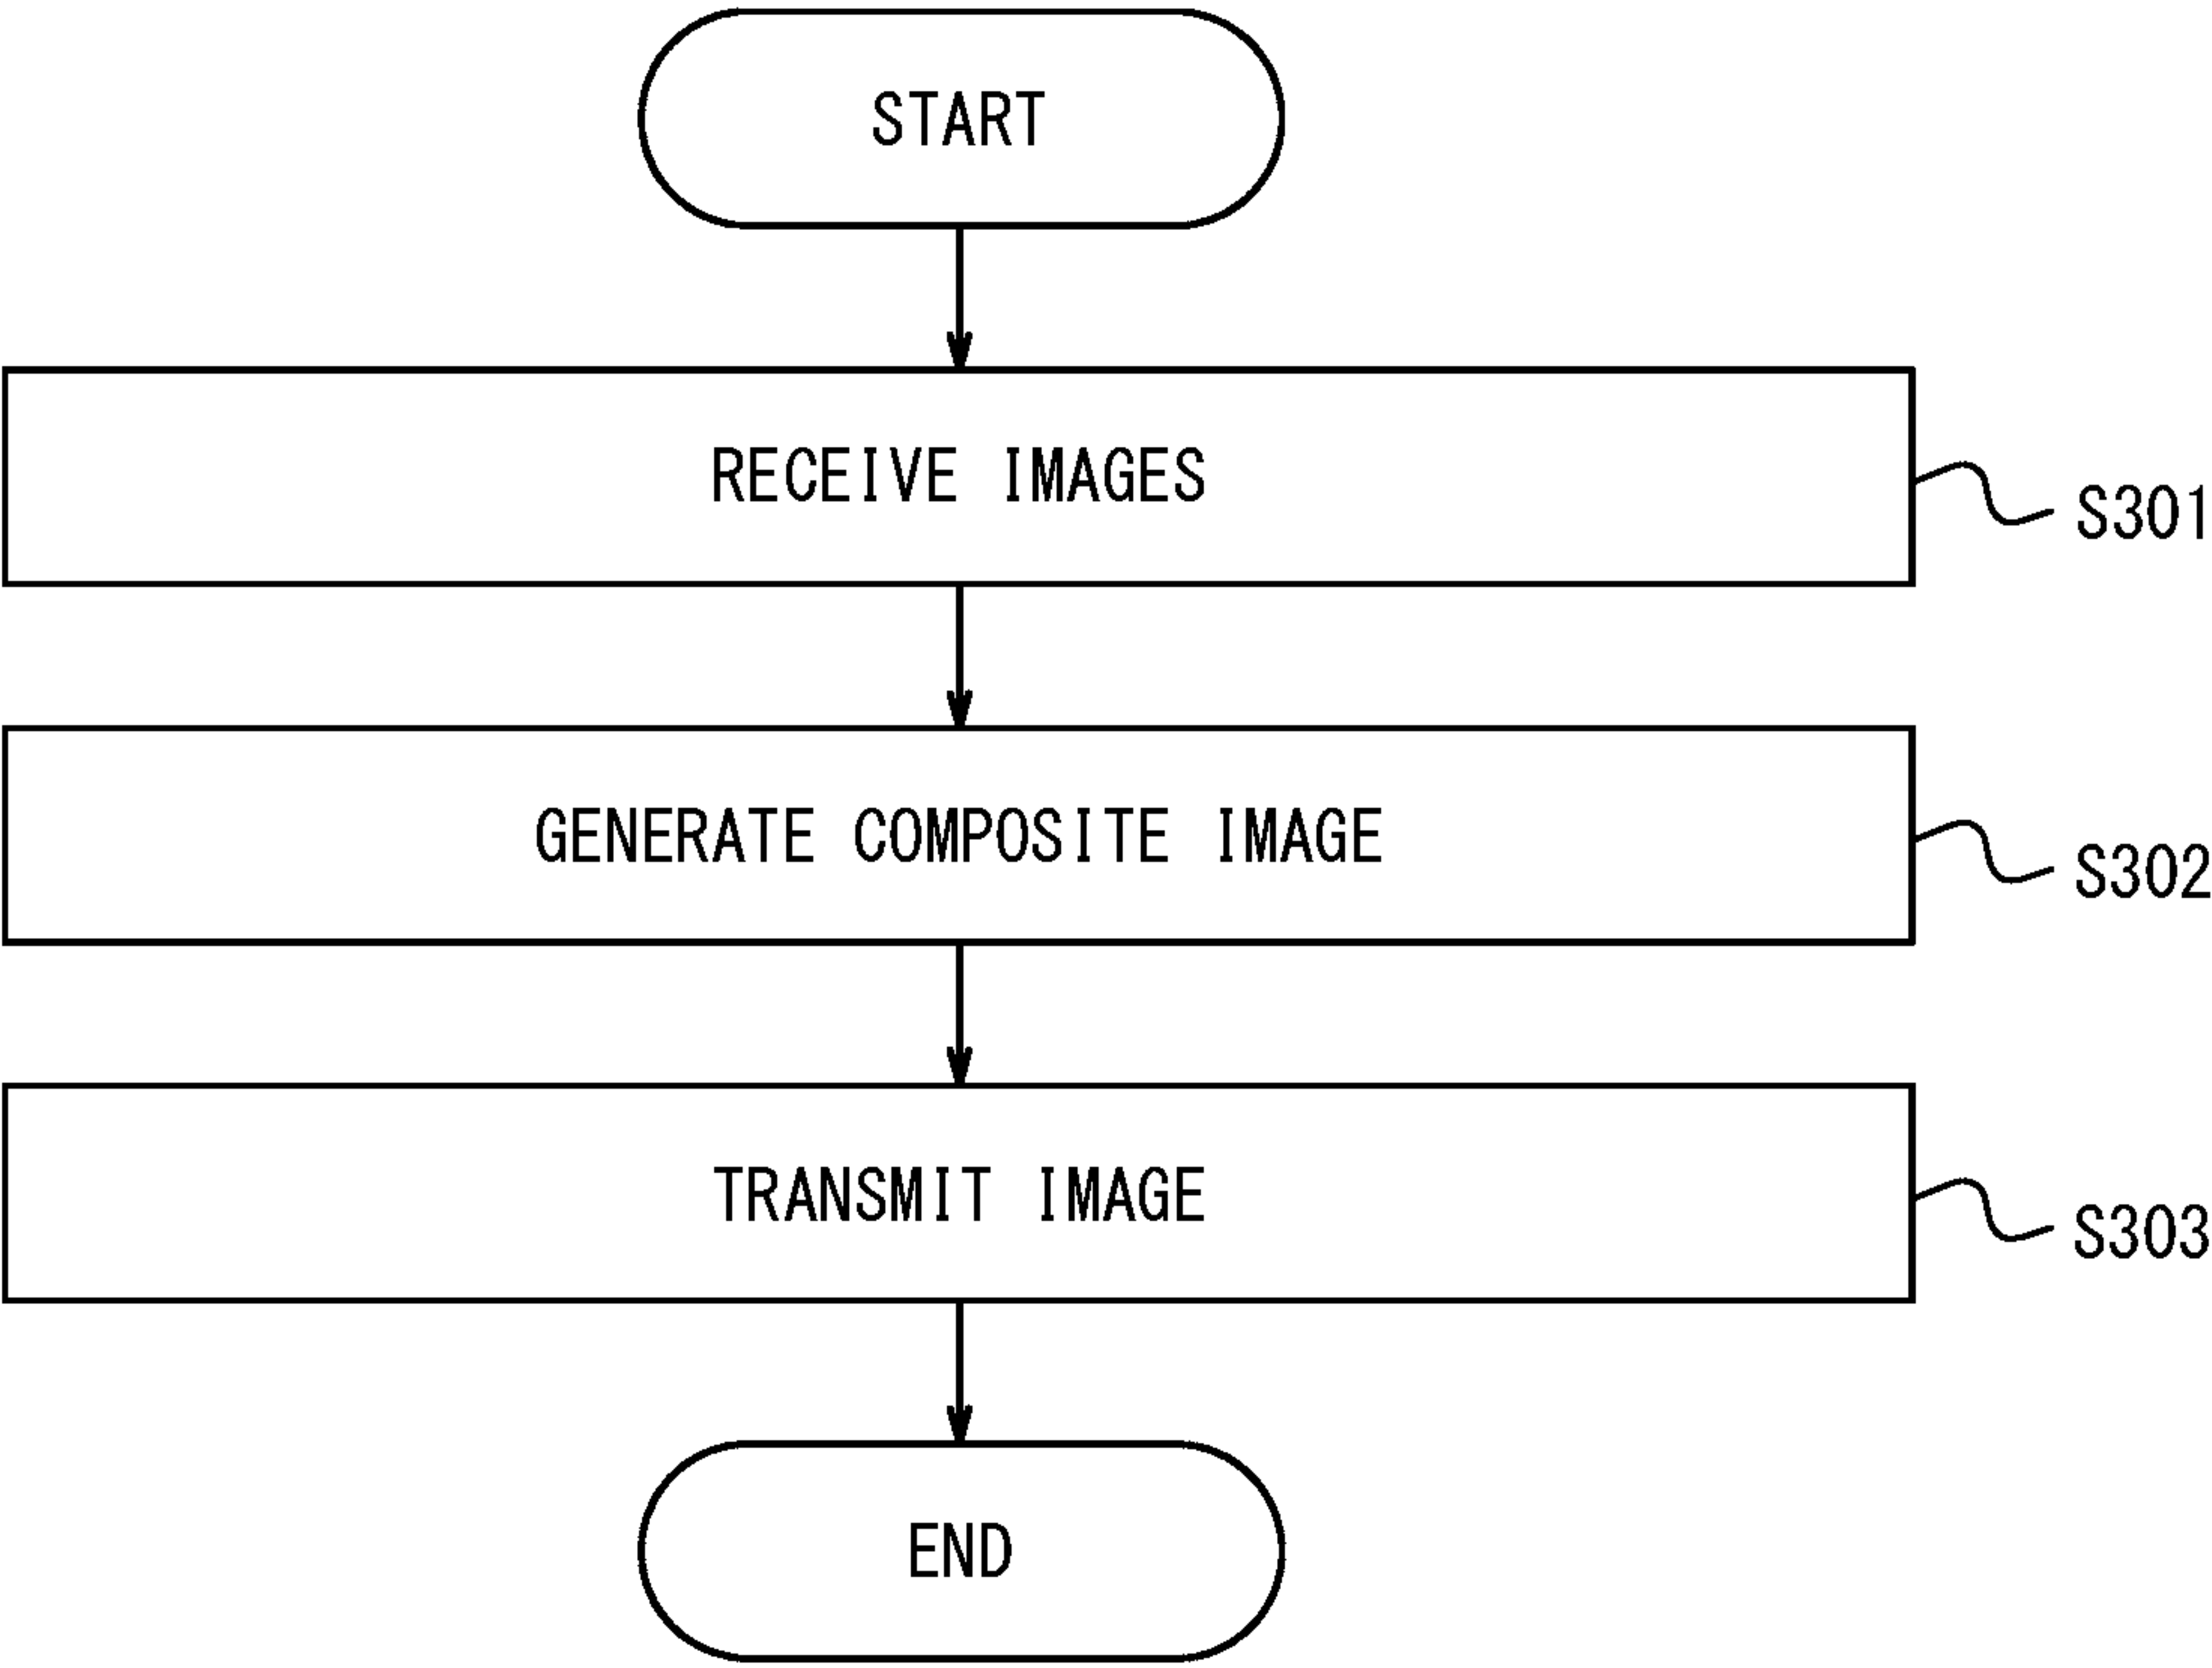 START
RECEIVE IMAGES
S301
GENERATE COMPOSITE IMAGE
S302
TRANSMIT IMAGE
S303
END